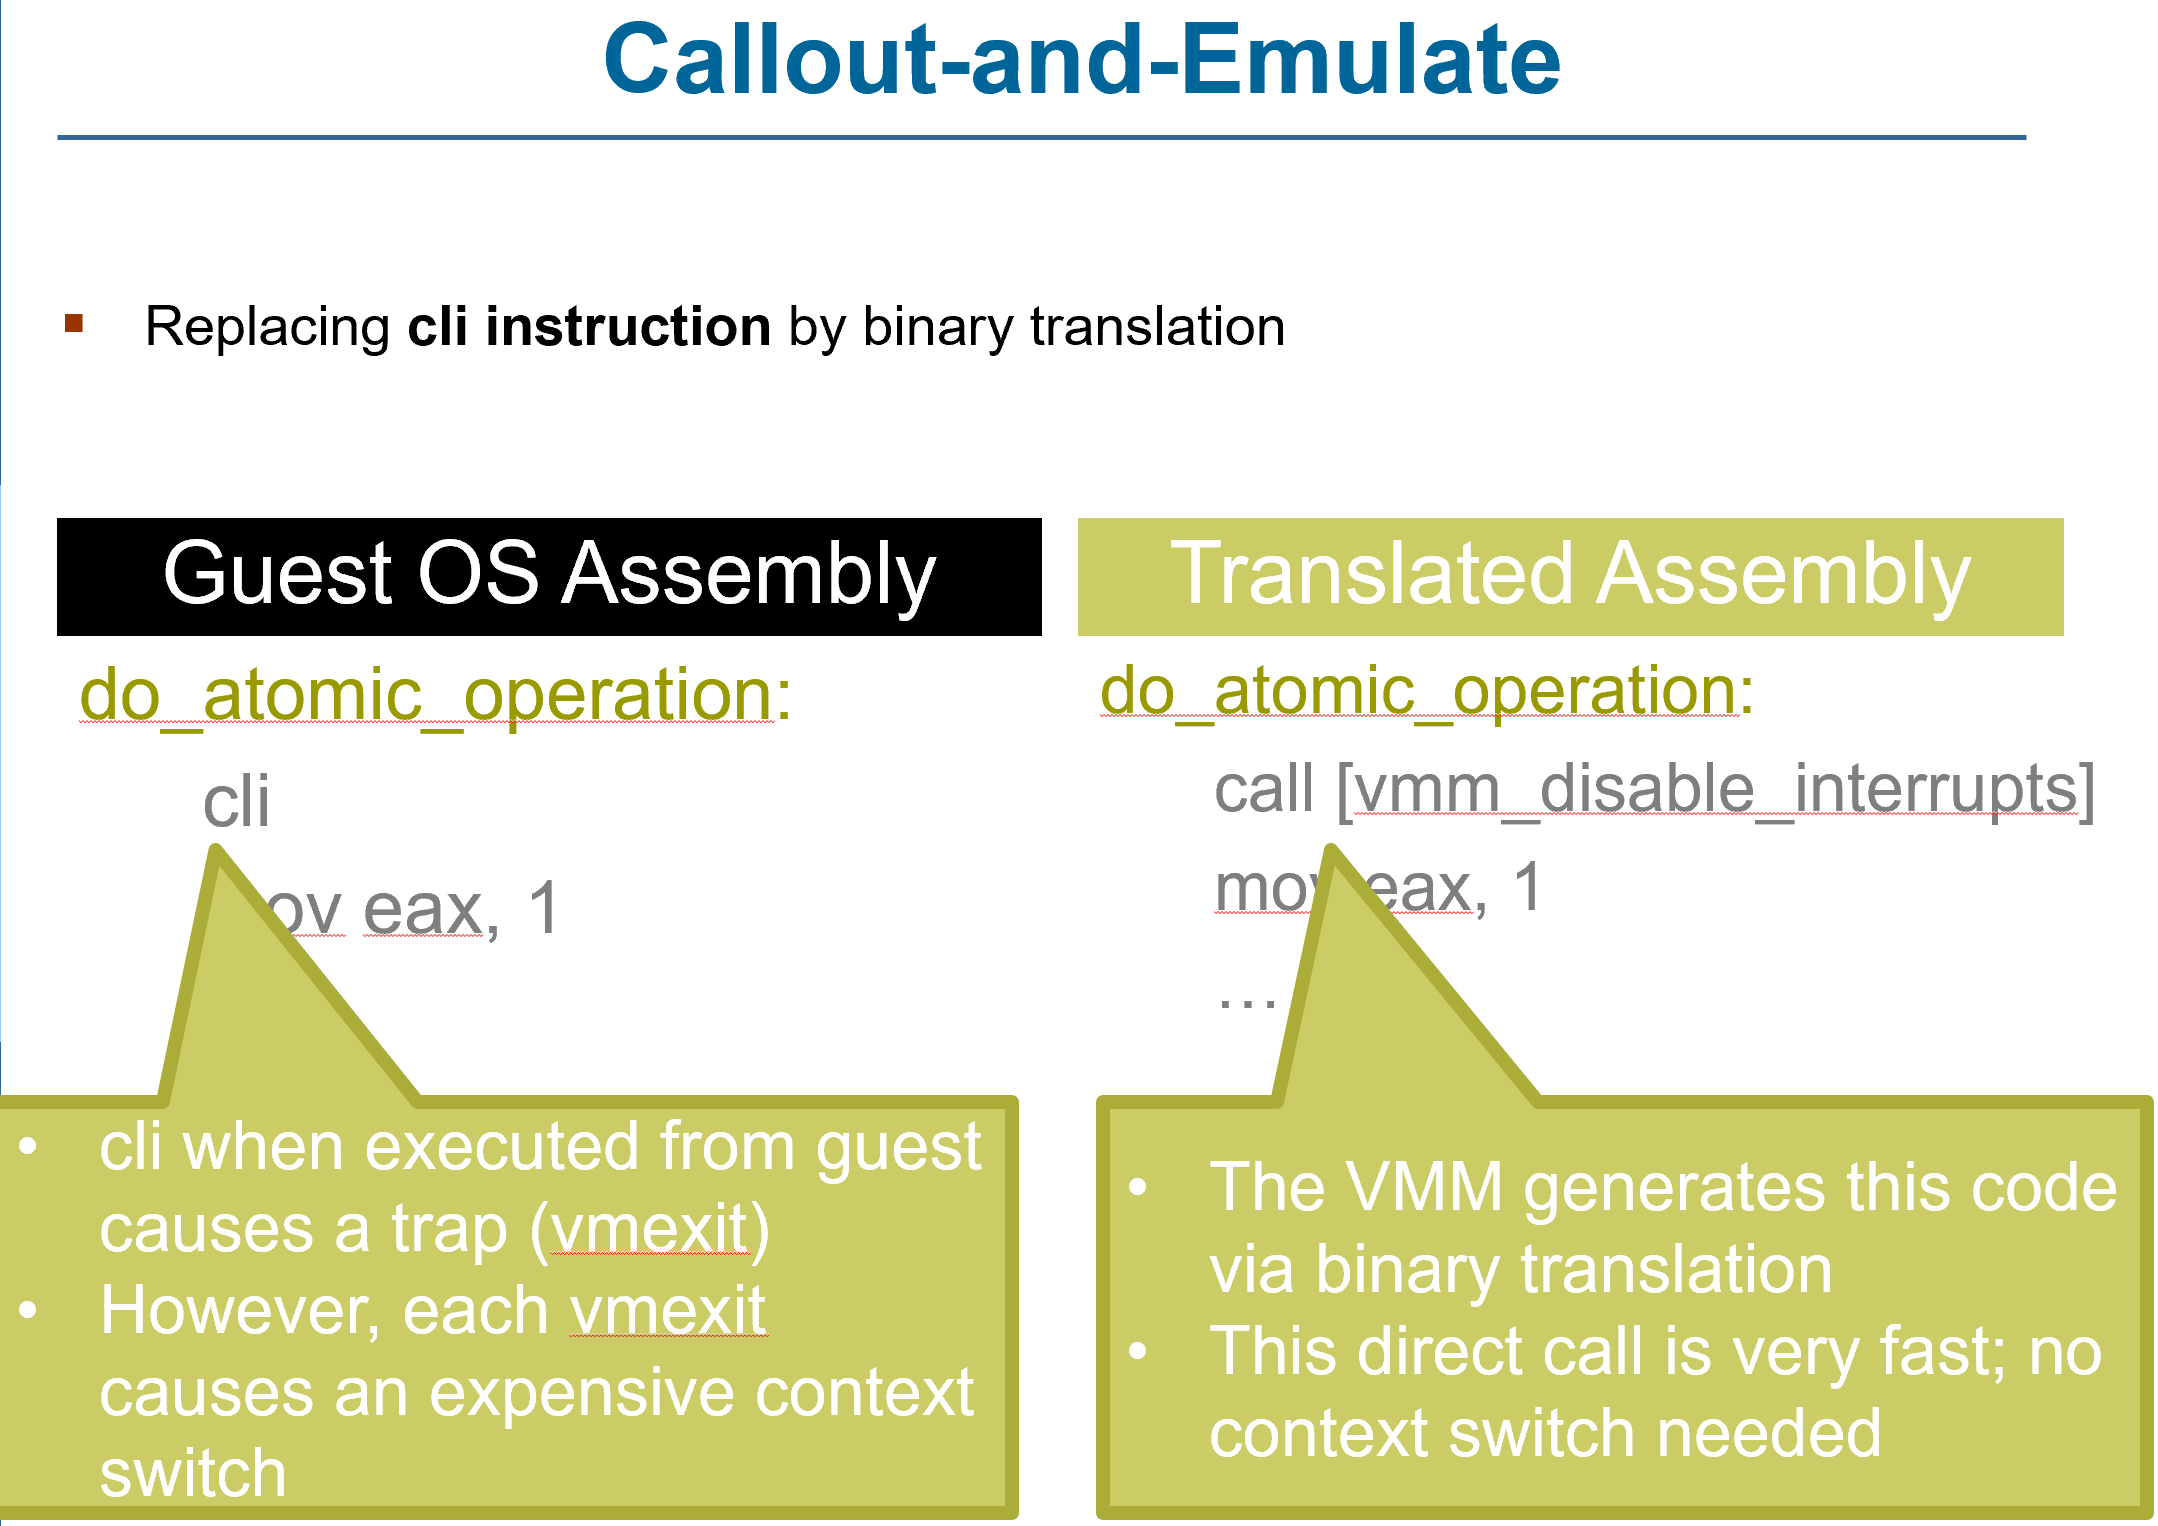 Callout-and-Emulate
Replacing cli instruction by binary translation
Guest OS Assembly
do_atomic_operation:
cli
ov eax, 1
• cli when executed from guest
causes a trap (vmexit)
• However, each vmexit
causes an expensive context
switch
Translated Assembly
do_atomic_operation:
call [vmm_disable_interrupts]
mov eax, 1
…
• The VMM generates this code
via binary translation
• This direct call is very fast; no
context switch needed